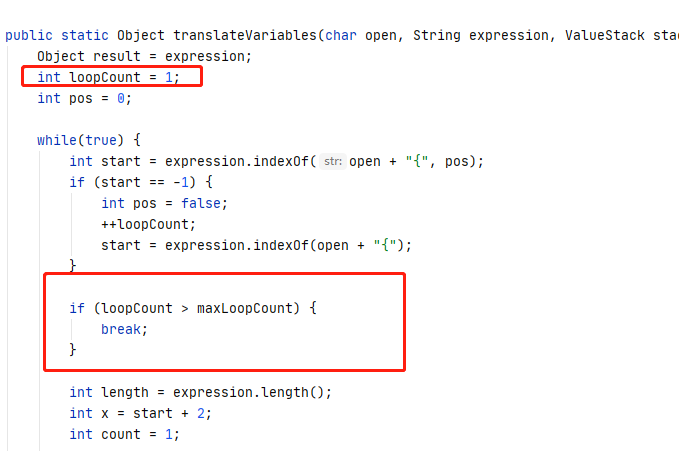 public static Object translateVariables(char open, String expression, ValueStack stac
Object result = expression;
int loopCount = 1;
int pos = 0;
while(true) {
int start = expression.indexOf( str: open + "{", pos);
if (start == -1) {
int pos = false;
++loopCount;
start = expression.indexOf(open + "{");
}
if (loopCount > maxLoopCount) {
break;
}
int length = expression.length();
int x = start + 2;
int count = 1;